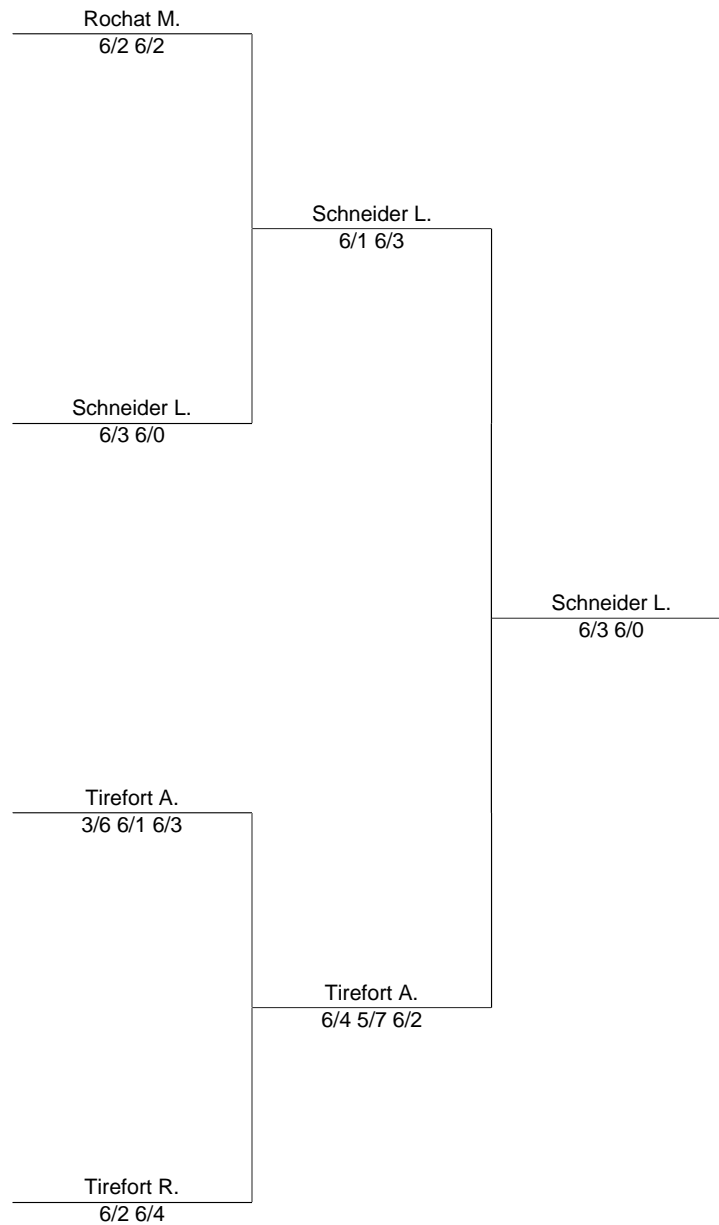 Rochat M.
6/2 6/2
Schneider L.
6/1 6/3
Schneider L.
6/3 6/0
Schneider L.
6/3 6/0
Tirefort A.
3/6 6/1 6/3
Tirefort A.
6/4 5/7 6/2
Tirefort R.
6/2 6/4